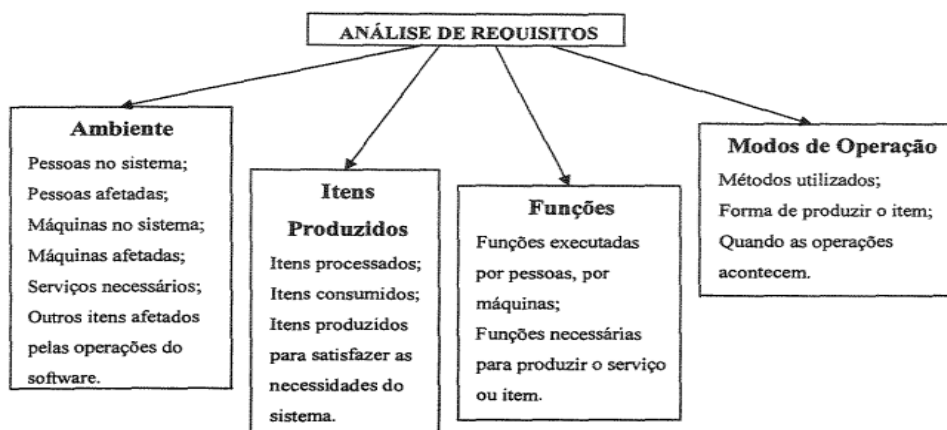 ANÁLISE DE REQUISITOS
Ambiente
Pessoas no sistema;
Pessoas afetadas;
Máquinas no sistema;
Máquinas afetadas;
Serviços necessários;
Outros itens afetados
pelas operações do
software.
Itens
Produzidos
Itens processados;
Itens consumidos;
Itens produzidos
para satisfazer as
necessidades do
sistema.
Funções
Funções executadas
por pessoas, por
máquinas;
Funções necessárias
para produzir o serviço
ou item.
Modos de Operação
Métodos utilizados;
Forma de produzir o item;
Quando as operações
acontecem.